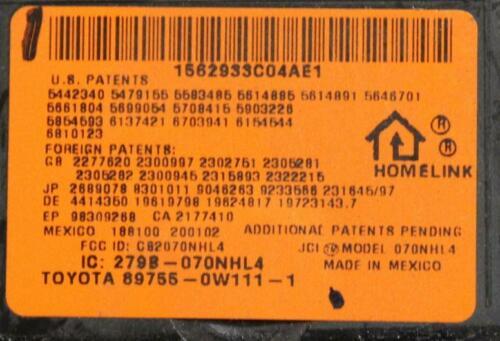 1562933C04AE1
U.S. PATENTS
5442340 5479155 5583485 5614885 5614891 5646701
5661804 5699054 5708415 5903226
5854593 6137421 6703941 6154544
6810123
FOREIGN PATENTS:
GB 2277620 2300997 2302751 2305281
2305282 2300945 2315893 2322215
JP 2689078 8301011 9046263 9233566 231645/97
DE 4414350 19619798 19624817 19723143.7
EP 98309268 CA 2177410
MEXICO 188100 200102
HOMELINK ® ®
ADDITIONAL PATENTS PENDING
FCC ID: CB2070NHL4 JCI MODEL 070NHL4
IC: 279B-070NHL4 MADE IN MEXICO
TOYOTA 89755-0W111-1